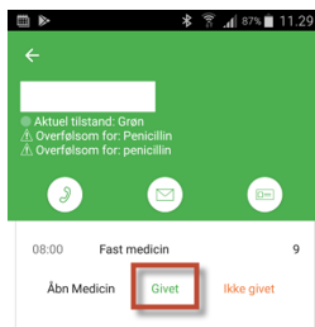 87% 11.29
Aktuel tilstand: Grøn
Overfølsom for: Penicillin
Overfølsom for: penicillin
08:00 Fast medicin 9
Åbn Medicin Givet Ikke givet